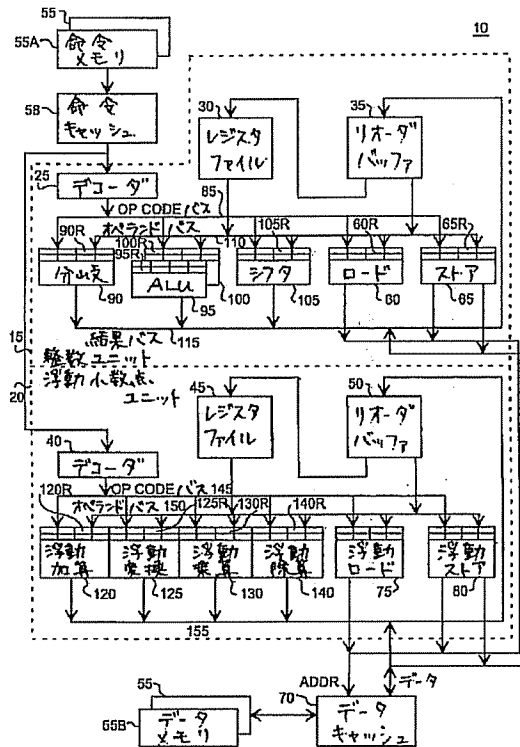 55
10
55A
命令
メモリ
58
命令
キャッシュ
30
レジスタ
ファイル
35
リオーダ
バッファ
25
デコーダ
OP CODE バス
85
オペランド バス
90R
100R
95R
110
105R
60R
65R
分岐
90
ALU
95
100
シフタ
105
ロード
60
ストア
65
結果バス
115
15
整数ユニット
20
浮動小数点
ユニット
45
レジスタ
ファイル
50
リオーダ
バッファ
40
デコーダ
OP CODE バス 145
120R
オペランドバス 150
125R
130R
140R
浮動
加算
120
浮動
変換
125
浮動
乗算
130
浮動
除算
140
浮動
ロード
75
浮動
ストア
80
155
ADDR
データ
55
55B
データ
メモリ
70
データ
キャッシュ